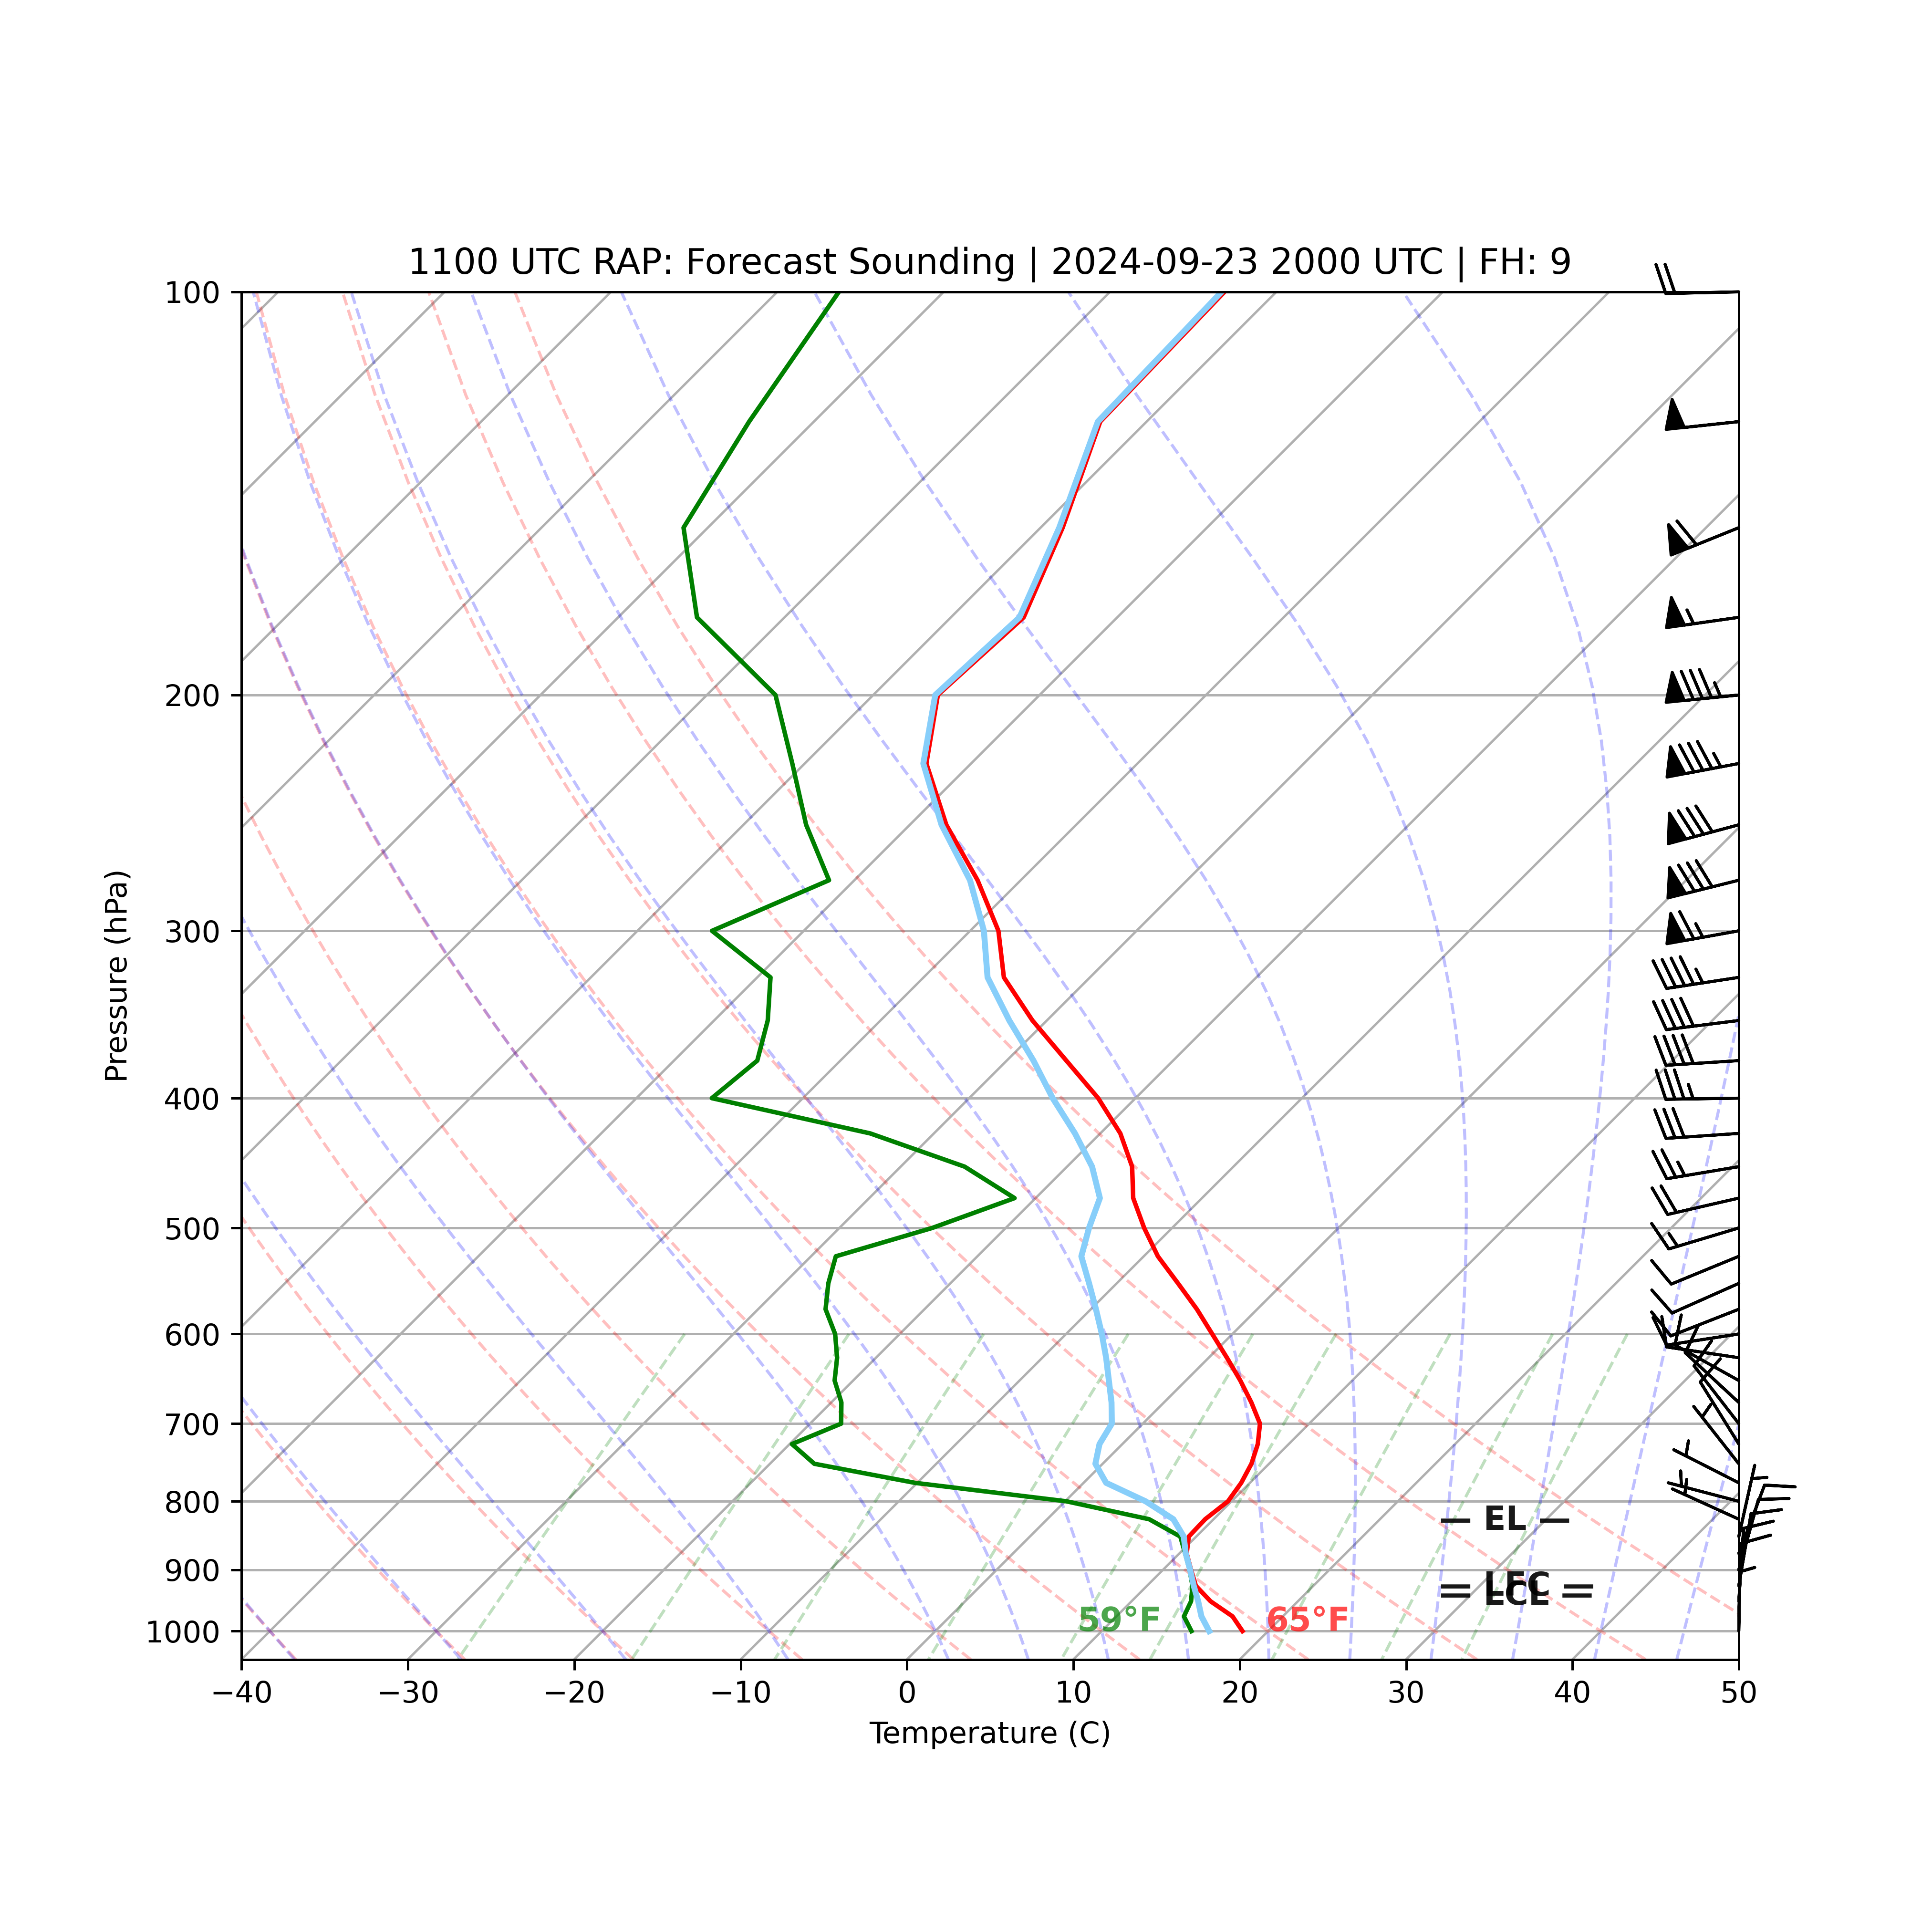 1100 UTC RAP: Forecast Sounding | 2024-09-23 2000 UTC | FH: 9
100
200
300
400
500
600
700
800
900
1000
Pressure (hPa)
— EL —
— LFC —
— LCL —
59°F
65°F
−40 −30 −20 −10 0 10 20 30 40 50
Temperature (C)